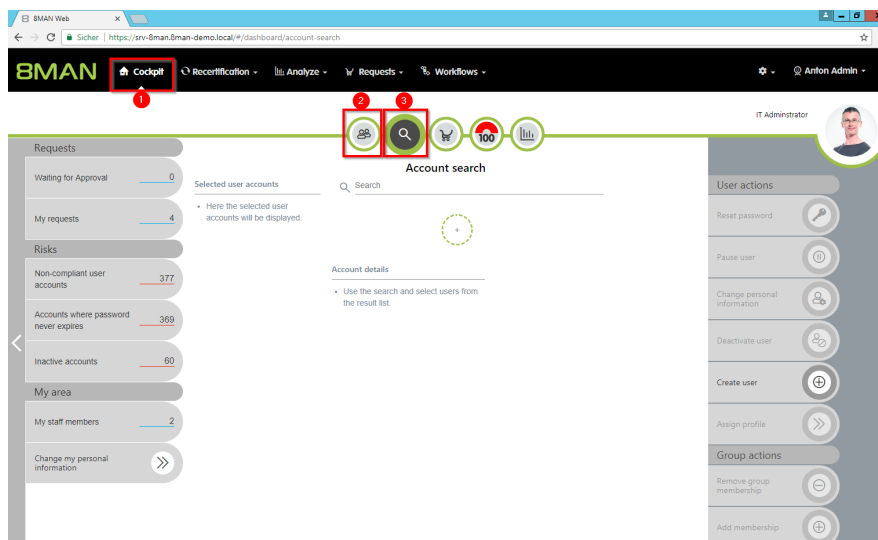 8MAN Web
Sicher | https://srv-8man.8man-demo.local/#/dashboard/account-search
8MAN
Cockpit
Recertification
Analyze
Requests
Workflows
Anton Admin
1
2
3
100
IT Adminstrator
Requests
Waiting for Approval 0
My requests 4
Risks
Non-compliant user
accounts 377
Accounts where password
never expires 369
Inactive accounts 60
My area
My staff members 2
Change my personal
information
Account search
Selected user accounts
Search
• Here the selected user
accounts will be displayed.
Account details
• Use the search and select users from
the result list.
User actions
Reset password
Pause user
Change personal
information
Deactivate user
Create user
Assign profile
Group actions
Remove group
membership
Add membership